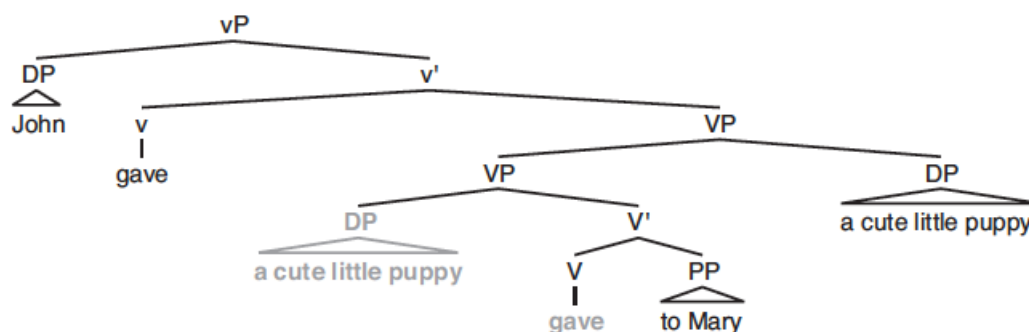 vP
DP v'
John v VP
gave VP DP
DP V' a cute little puppy
a cute little puppy V PP
gave to Mary